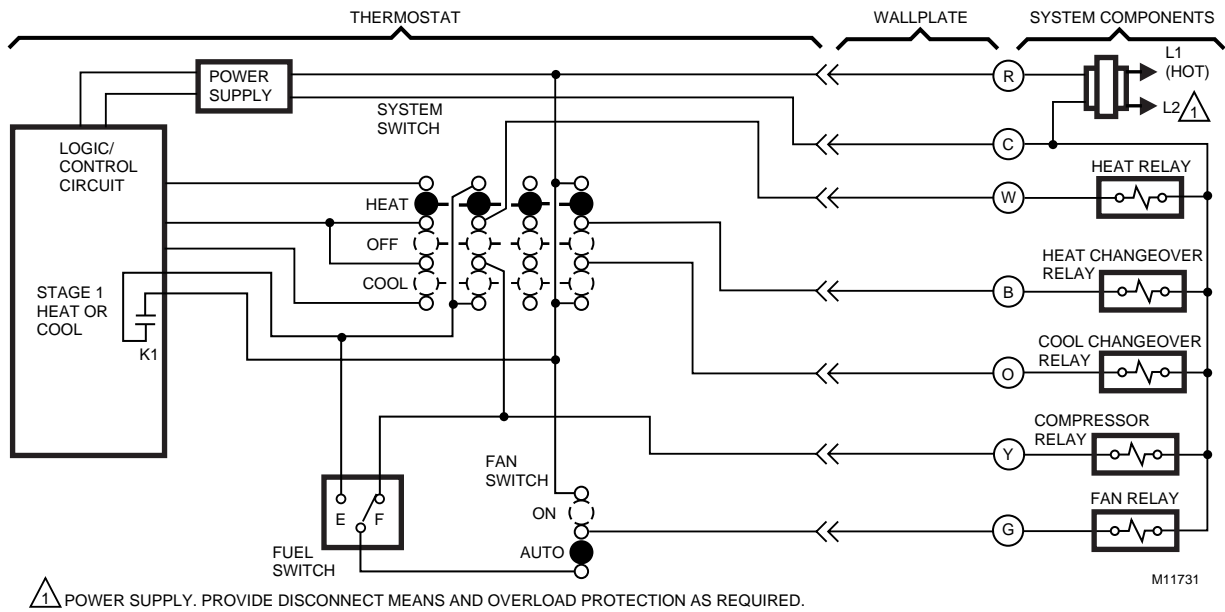 THERMOSTAT
WALLPLATE
SYSTEM COMPONENTS
L1
(HOT)
POWER
SUPPLY
R
L2 1
SYSTEM
SWITCH
C
LOGIC/
CONTROL
CIRCUIT
HEAT RELAY
HEAT
W
OFF
HEAT CHANGEOVER
RELAY
COOL
B
STAGE 1
HEAT OR
COOL
K1
COOL CHANGEOVER
RELAY
O
COMPRESSOR
RELAY
Y
FAN
SWITCH
FAN RELAY
E F
ON
G
AUTO
FUEL
SWITCH
M11731
1 POWER SUPPLY. PROVIDE DISCONNECT MEANS AND OVERLOAD PROTECTION AS REQUIRED.